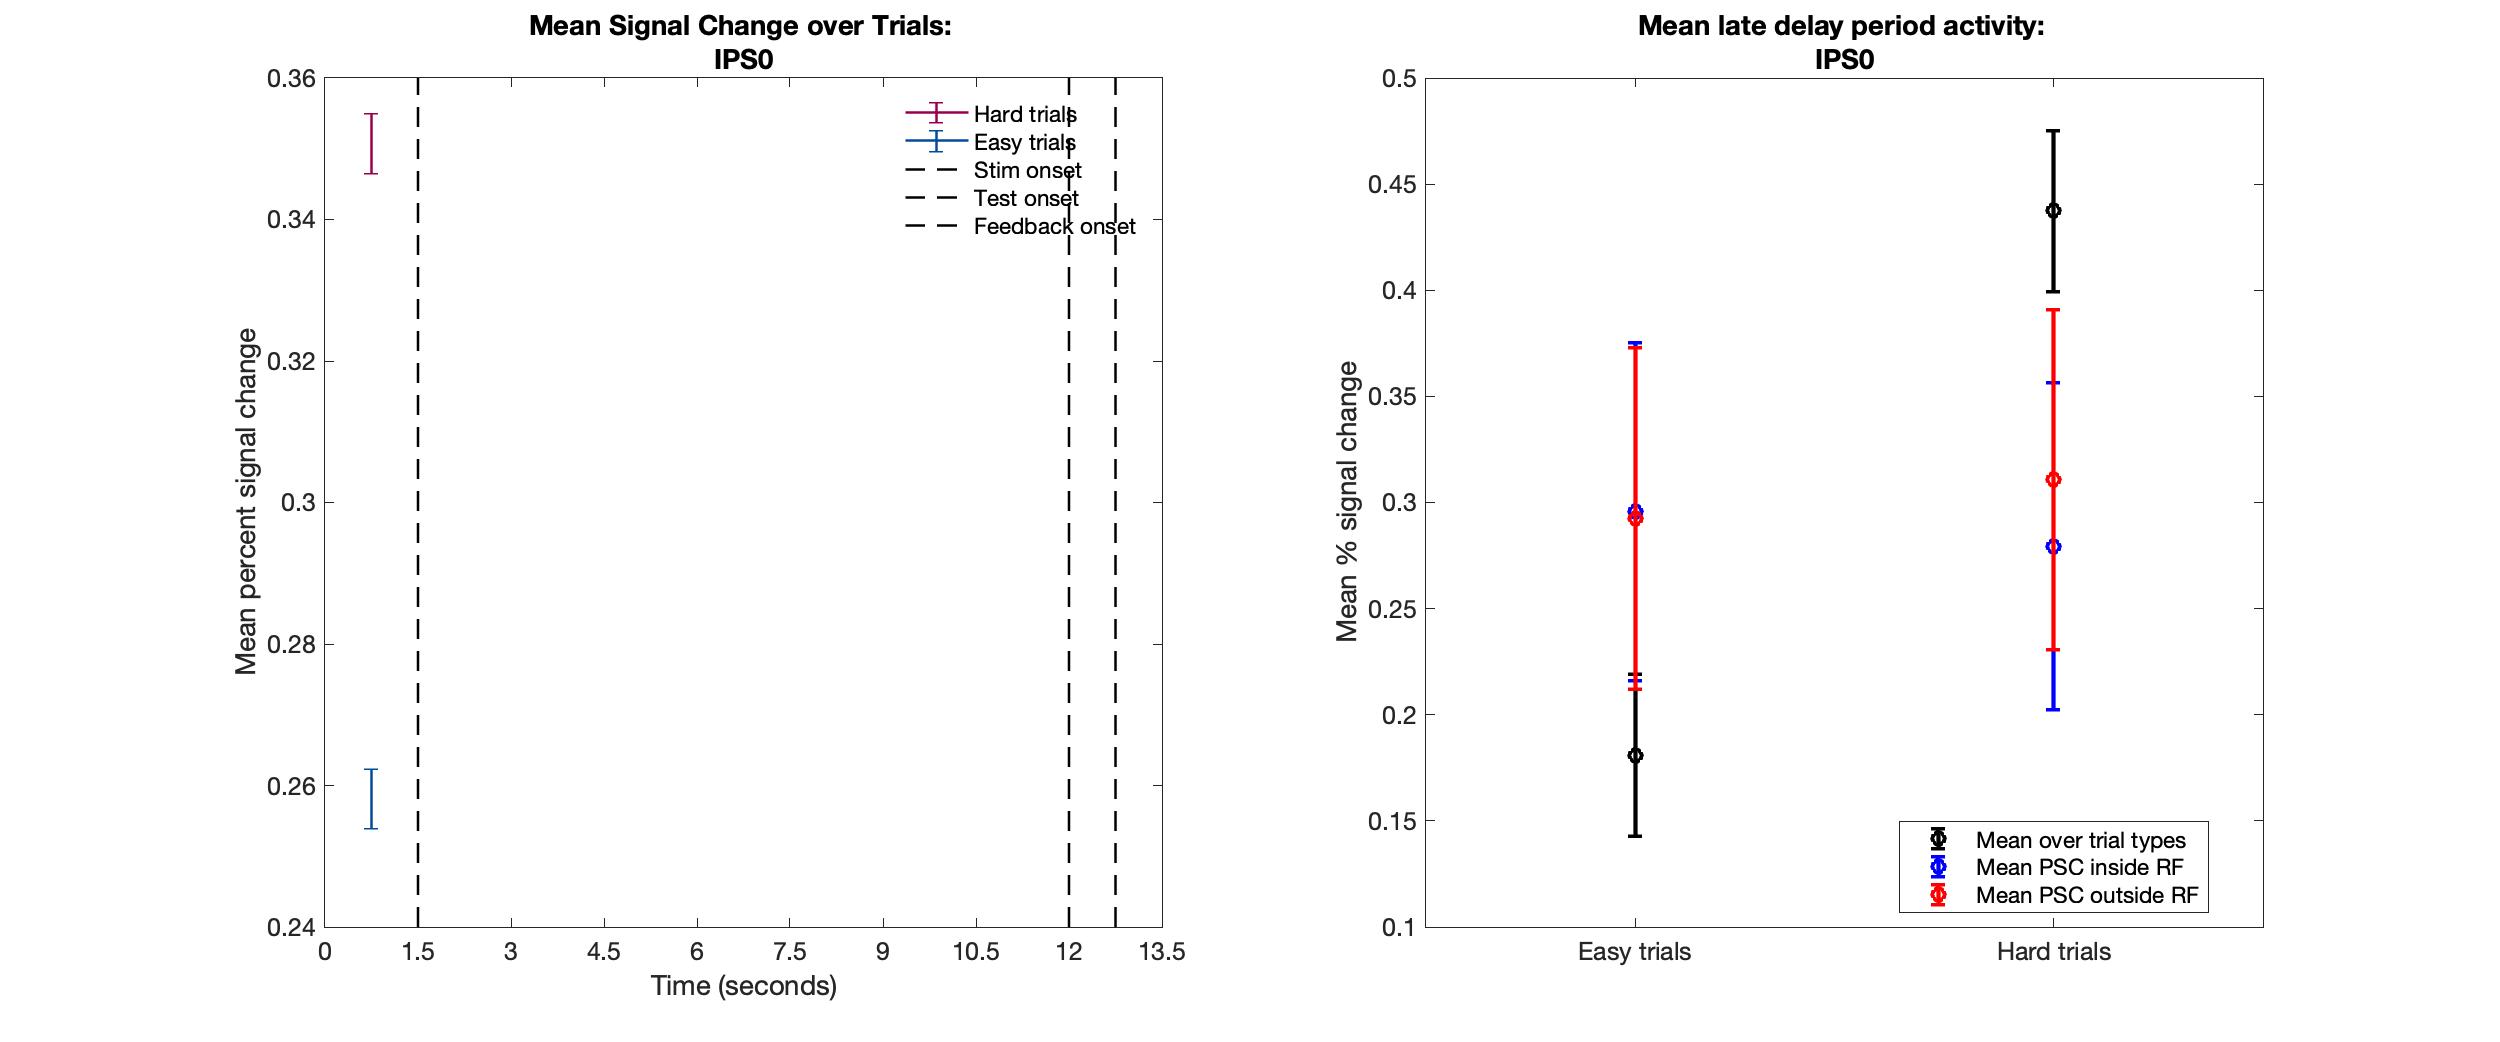 Mean Signal Change over Trials:
IPS0
0.36
0.34
0.32
0.3
0.28
0.26
0.24
Mean percent signal change
Hard trials
Easy trials
Stim onset
Test onset
Feedback onset
0 1.5 3 4.5 6 7.5 9 10.5 12 13.5
Time (seconds)
Mean late delay period activity:
IPS0
0.5
0.45
0.4
0.35
0.3
0.25
0.2
0.15
0.1
Mean % signal change
Mean over trial types
Mean PSC inside RF
Mean PSC outside RF
Easy trials Hard trials